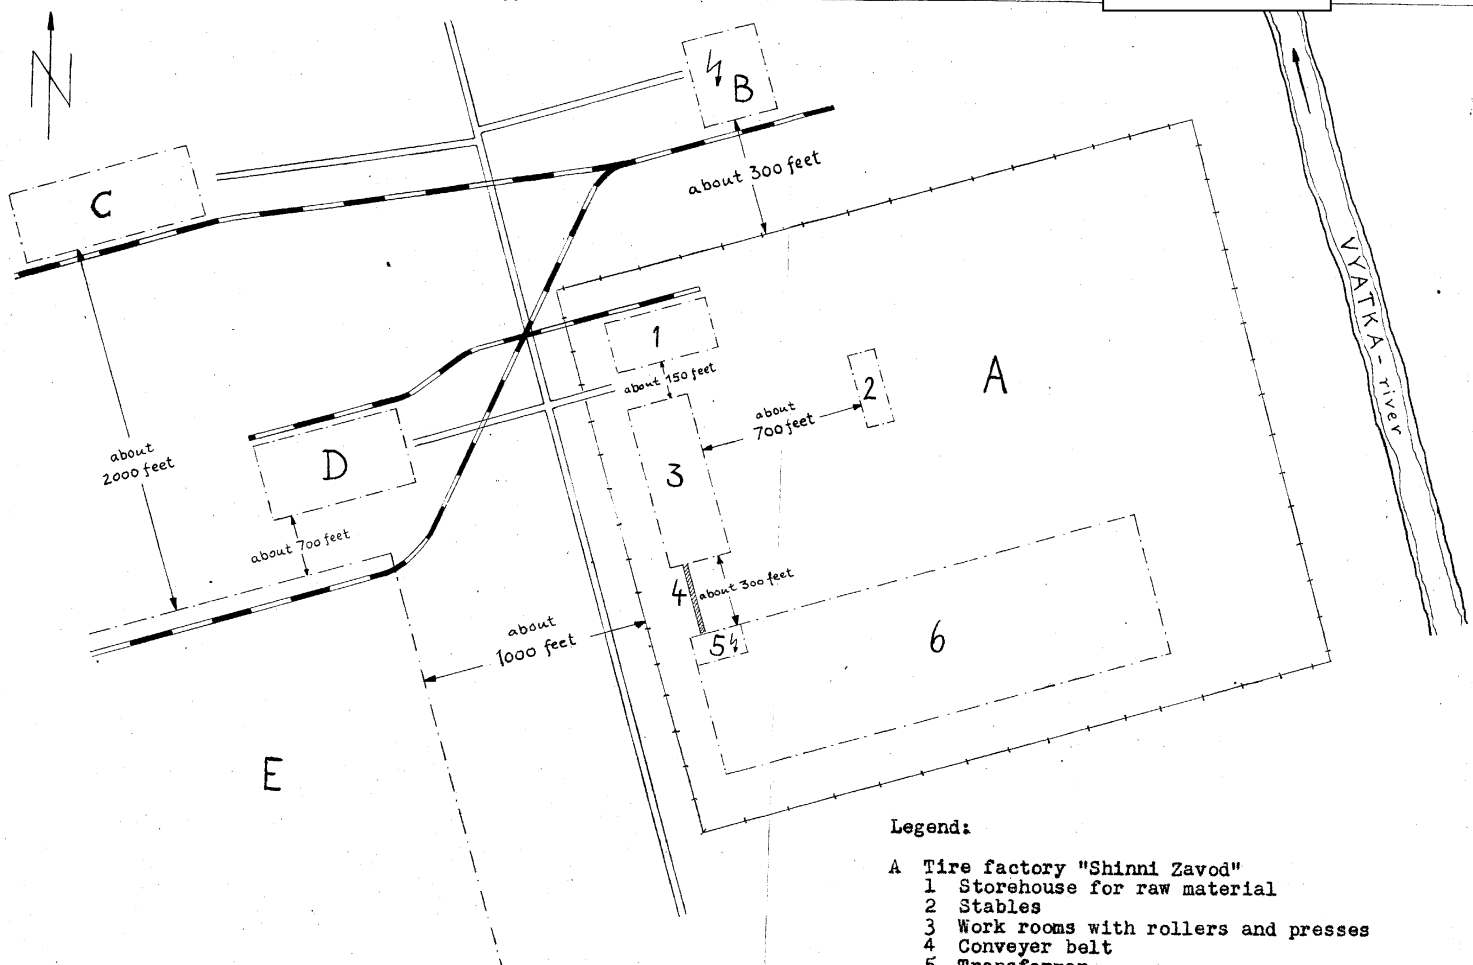 N
B
C
about 300 feet
VYATKA - river
1
about 150 feet
2
A
about
700 feet
D
3
about
2000 feet
about 700 feet
4
about 300 feet
about
1000 feet
5
6
E
Legend:
A Tire factory "Shinni Zavod"
1 Storehouse for raw material
2 Stables
3 Work rooms with rollers and presses
4 Conveyer belt
5 Transformer